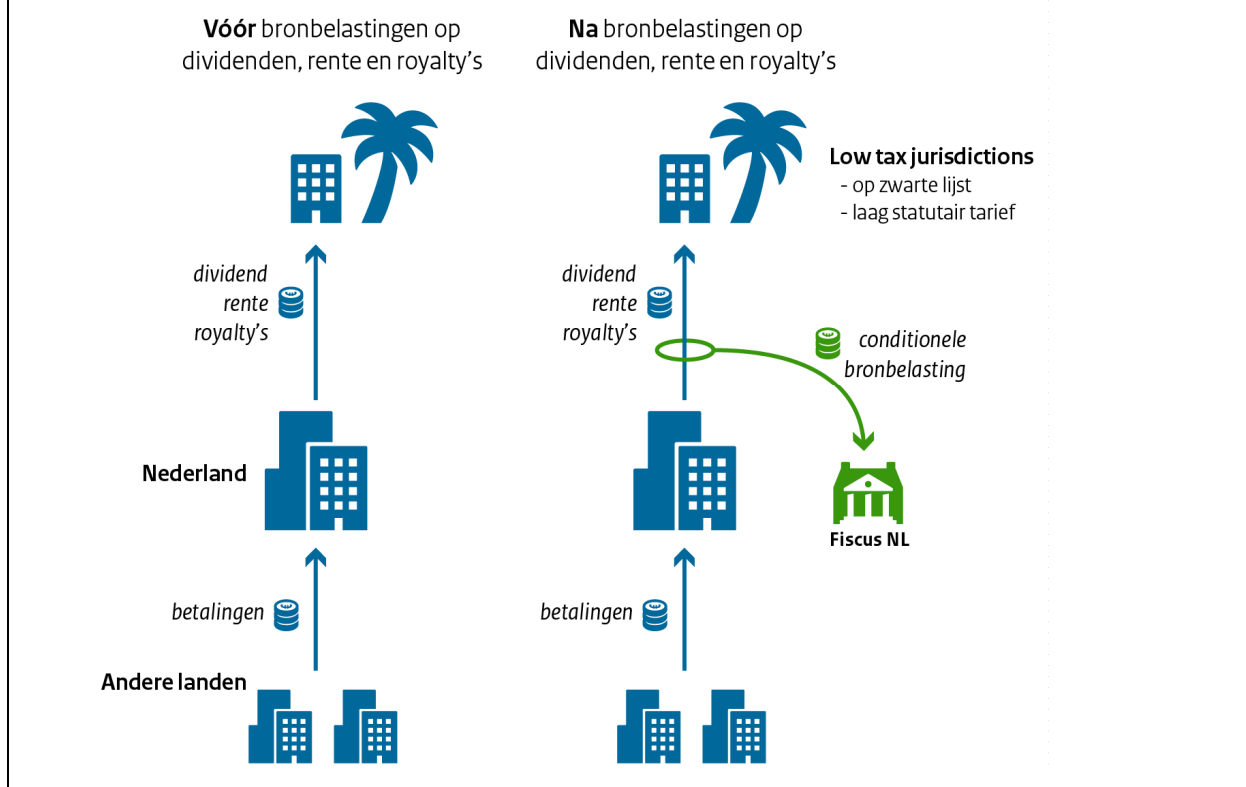 Vóór bronbelastingen op
dividenden, rente en royalty’s
dividend
rente
royalty’s
Nederland
betalingen
Andere landen
Na bronbelastingen op
dividenden, rente en royalty’s
Low tax jurisdictions
- op zwarte lijst
- laag statutair tarief
dividend
rente
royalty’s
conditionele
bronbelasting
Fiscus NL
betalingen